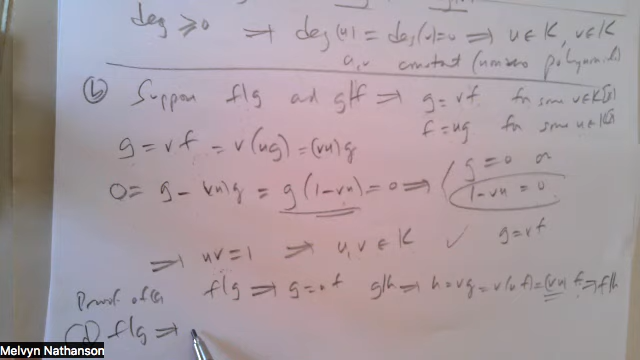 deg ≥ 0 ⟹ deg(u) = deg(v) = 0 ⟹ u ∈ K, v ∈ K
u, v constant (nonzero polynomials)
(b) Suppose f|g and g|f ⟹ g = vf for some v ∈ K[x]
f = ug for some u ∈ K[x]
g = vf = v(ug) = (vu)g
0 = g - (vu)g = g(1-vu) = 0 ⟹ g = 0 or
1-vu = 0
⟹ uv = 1 ⟹ u, v ∈ K ✓ g = vf
Proof of f|g ⟹ g = uf g|h ⟹ h = vg = v(uf) = (vu)f ⟹ f|h
(d) f|g ⟹
Melvyn Nathanson